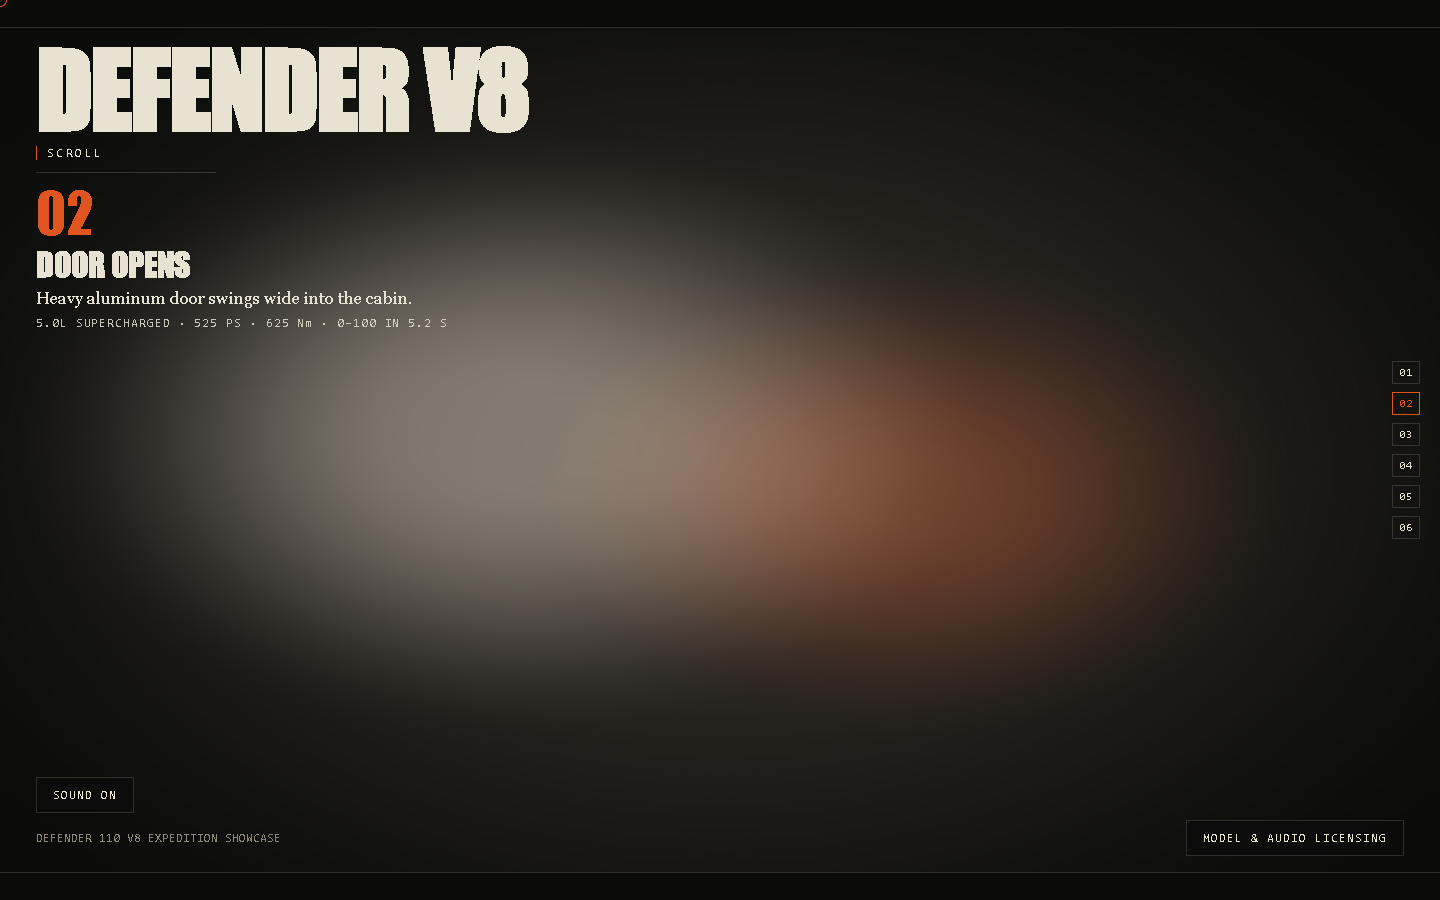 DEFENDER V8
SCROLL
02
DOOR OPENS
Heavy aluminum door swings wide into the cabin.
5.0L SUPERCHARGED · 525 PS · 625 Nm · 0–100 IN 5.2 S
01
02
03
04
05
06
SOUND ON
DEFENDER 110 V8 EXPEDITION SHOWCASE
MODEL & AUDIO LICENSING